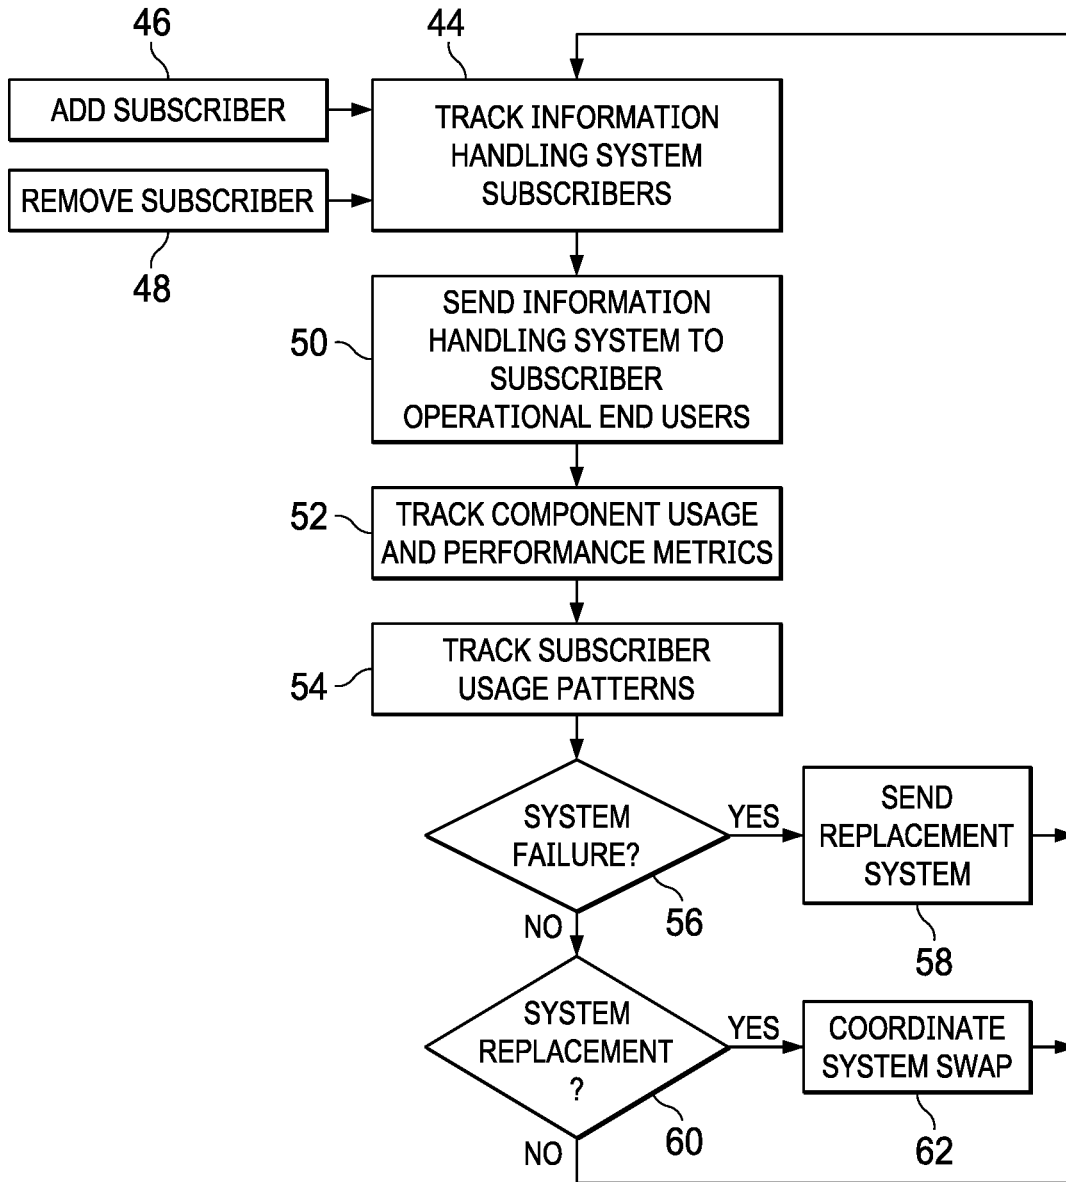 46
44
ADD SUBSCRIBER
TRACK INFORMATION
HANDLING SYSTEM
SUBSCRIBERS
REMOVE SUBSCRIBER
48
50
SEND INFORMATION
HANDLING SYSTEM TO
SUBSCRIBER
OPERATIONAL END USERS
52
TRACK COMPONENT USAGE
AND PERFORMANCE METRICS
54
TRACK SUBSCRIBER
USAGE PATTERNS
SYSTEM
FAILURE?
YES
SEND
REPLACEMENT
SYSTEM
NO
56
58
SYSTEM
REPLACEMENT
?
YES
COORDINATE
SYSTEM SWAP
NO
60
62